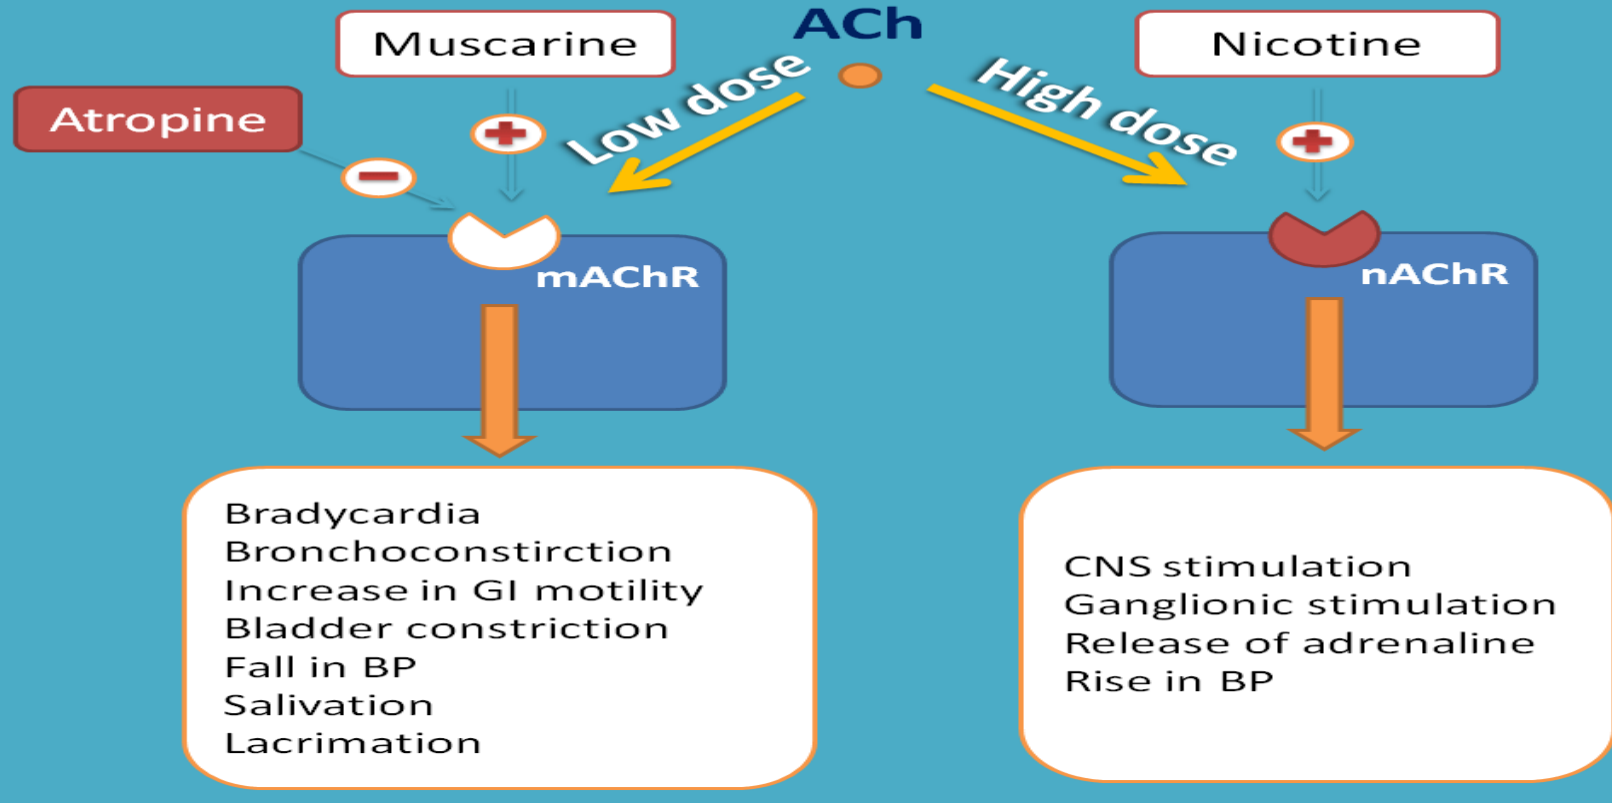 ACh
Muscarine
Nicotine
Atropine
Low dose
High dose
mAChR
nAChR
Bradycardia
Bronchoconstirction
Increase in GI motility
Bladder constriction
Fall in BP
Salivation
Lacrimation
CNS stimulation
Ganglionic stimulation
Release of adrenaline
Rise in BP